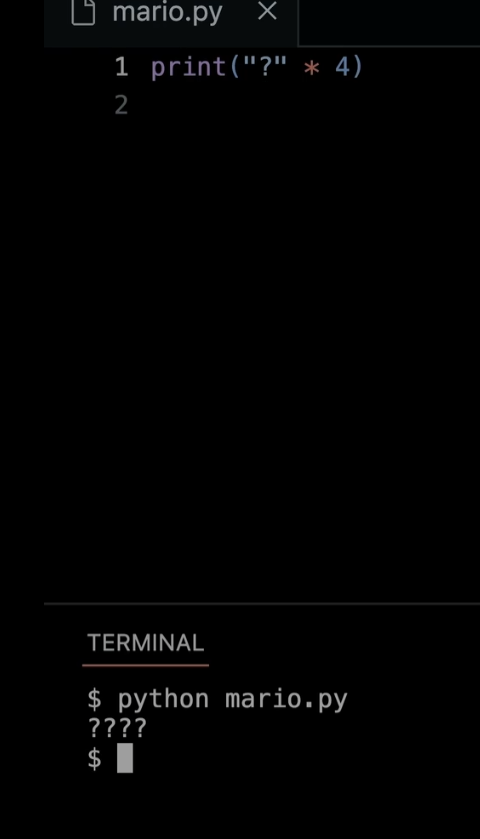 mario.py
1 print("?" * 4)
2
TERMINAL
$ python mario.py
????
$